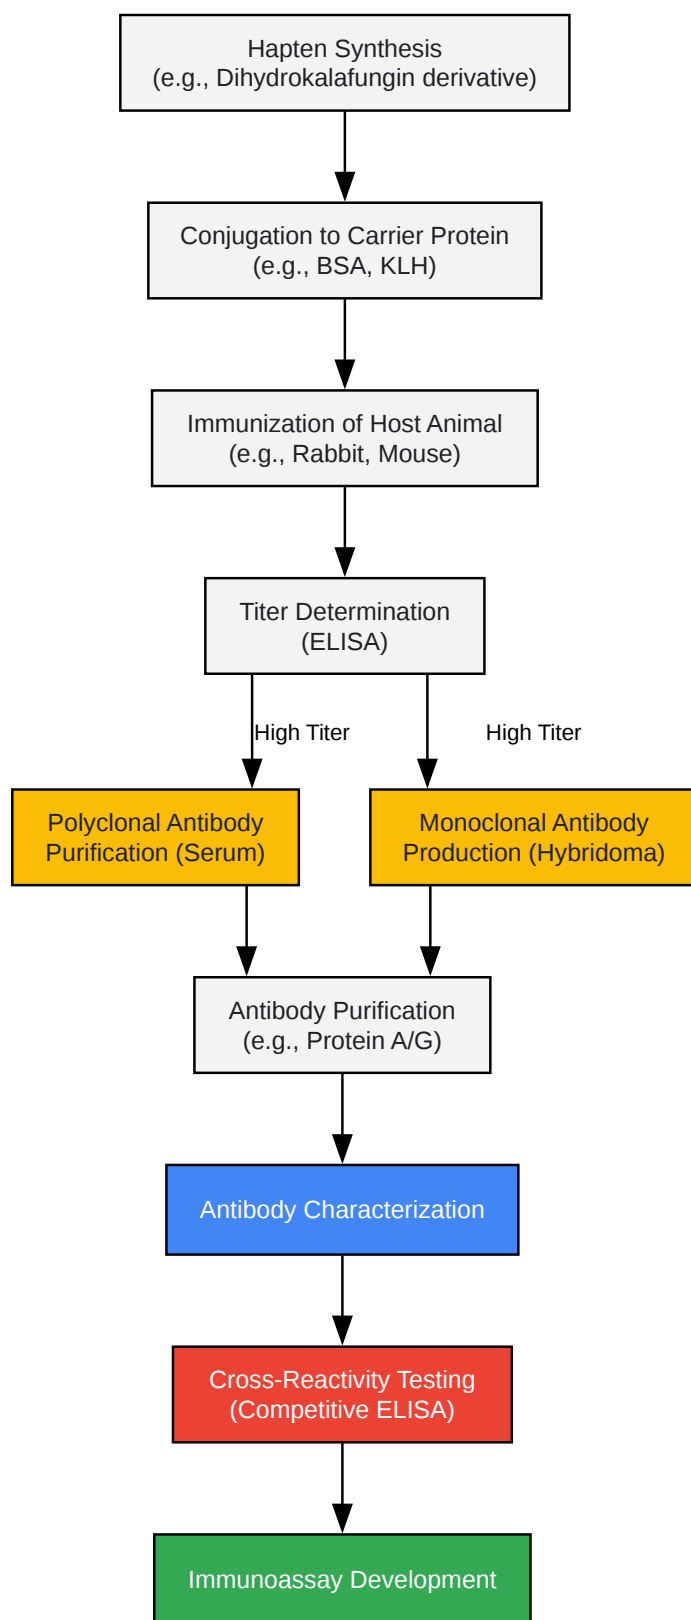 Hapten Synthesis
(e.g., Dihydrokalafungin derivative)
Conjugation to Carrier Protein
(e.g., BSA, KLH)
Immunization of Host Animal
(e.g., Rabbit, Mouse)
Titer Determination
(ELISA)
High Titer
High Titer
Polyclonal Antibody
Purification (Serum)
Monoclonal Antibody
Production (Hybridoma)
Antibody Purification
(e.g., Protein A/G)
Antibody Characterization
Cross-Reactivity Testing
(Competitive ELISA)
Immunoassay Development